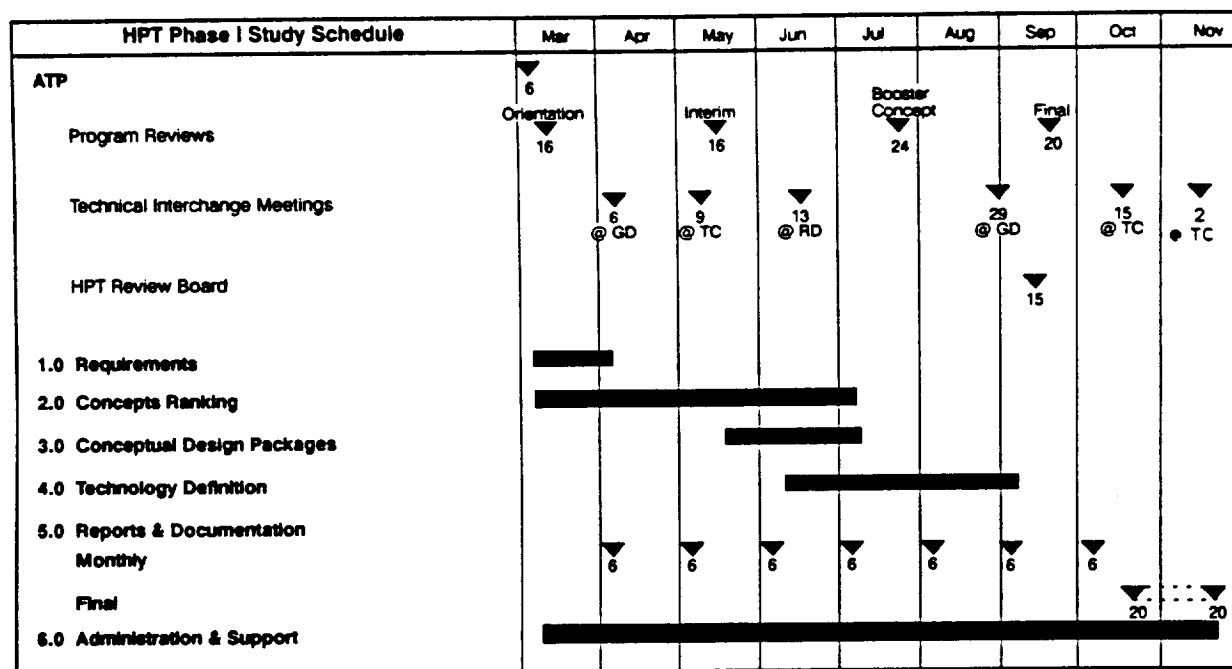 HPT Phase I Study Schedule Mar Apr May Jun Jul Aug Sep Oct Nov
ATP
6
Orientation Interim Booster Concept Final
Program Reviews
16 16 24 20
Technical Interchange Meetings
6 9 13 29 15 2
@ GD @ TC @ RD @ GD @ TC @ TC
HPT Review Board
15
1.0 Requirements
2.0 Concepts Ranking
3.0 Conceptual Design Packages
4.0 Technology Definition
5.0 Reports & Documentation
Monthly
6 6 6 6 6 6 6
Final
20 20
6.0 Administration & Support